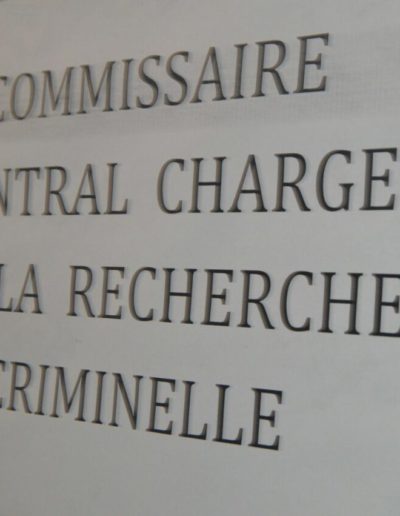 COMMISSAIRE
NTRAL CHARGE
LA RECHERCHE
CRIMINELLE